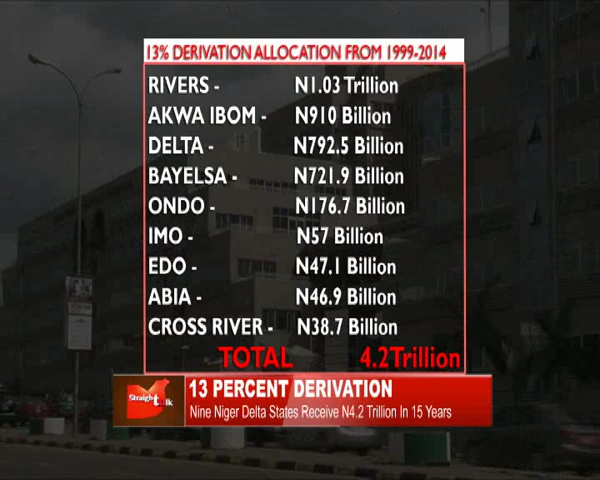 13% DERIVATION ALLOCATION FROM 1999-2014
RIVERS - N1.03 Trillion
AKWA IBOM - N910 Billion
DELTA - N792.5 Billion
BAYELSA - N721.9 Billion
ONDO - N176.7 Billion
IMO - N57 Billion
EDO - N47.1 Billion
ABIA - N46.9 Billion
CROSS RIVER - N38.7 Billion
TOTAL 4.2Trillion
Straight talk
13 PERCENT DERIVATION
Nine Niger Delta States Receive N4.2 Trillion In 15 Years